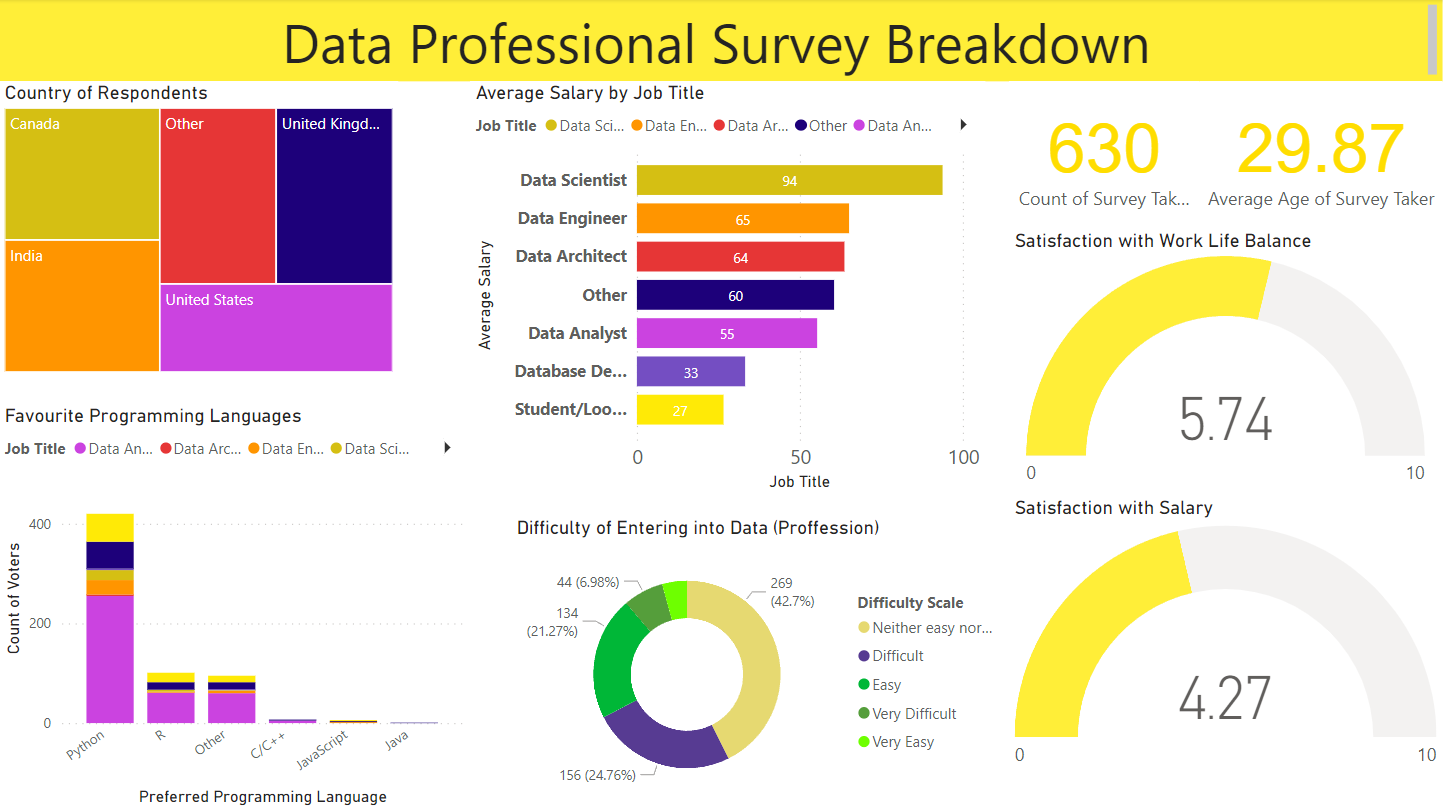 Data Professional Survey Breakdown
Country of Respondents
Canada
Other
United Kingd...
India
United States
Average Salary by Job Title
Job Title Data Sci... Data En... Data Ar... Other Data An...
Average Salary
Data Scientist 94
Data Engineer 65
Data Architect 64
Other 60
Data Analyst 55
Database De... 33
Student/Loo... 27
0 50 100
Job Title
630
Count of Survey Tak...
29.87
Average Age of Survey Taker
Satisfaction with Work Life Balance
5.74
0 10
Favourite Programming Languages
Job Title Data An... Data Arc... Data En... Data Sci...
Count of Voters
400
200
0
Python R Other C/C++ JavaScript Java
Preferred Programming Language
Difficulty of Entering into Data (Proffession)
44 (6.98%)
269
(42.7%)
134
(21.27%)
156 (24.76%)
Difficulty Scale
Neither easy nor...
Difficult
Easy
Very Difficult
Very Easy
Satisfaction with Salary
4.27
0 10